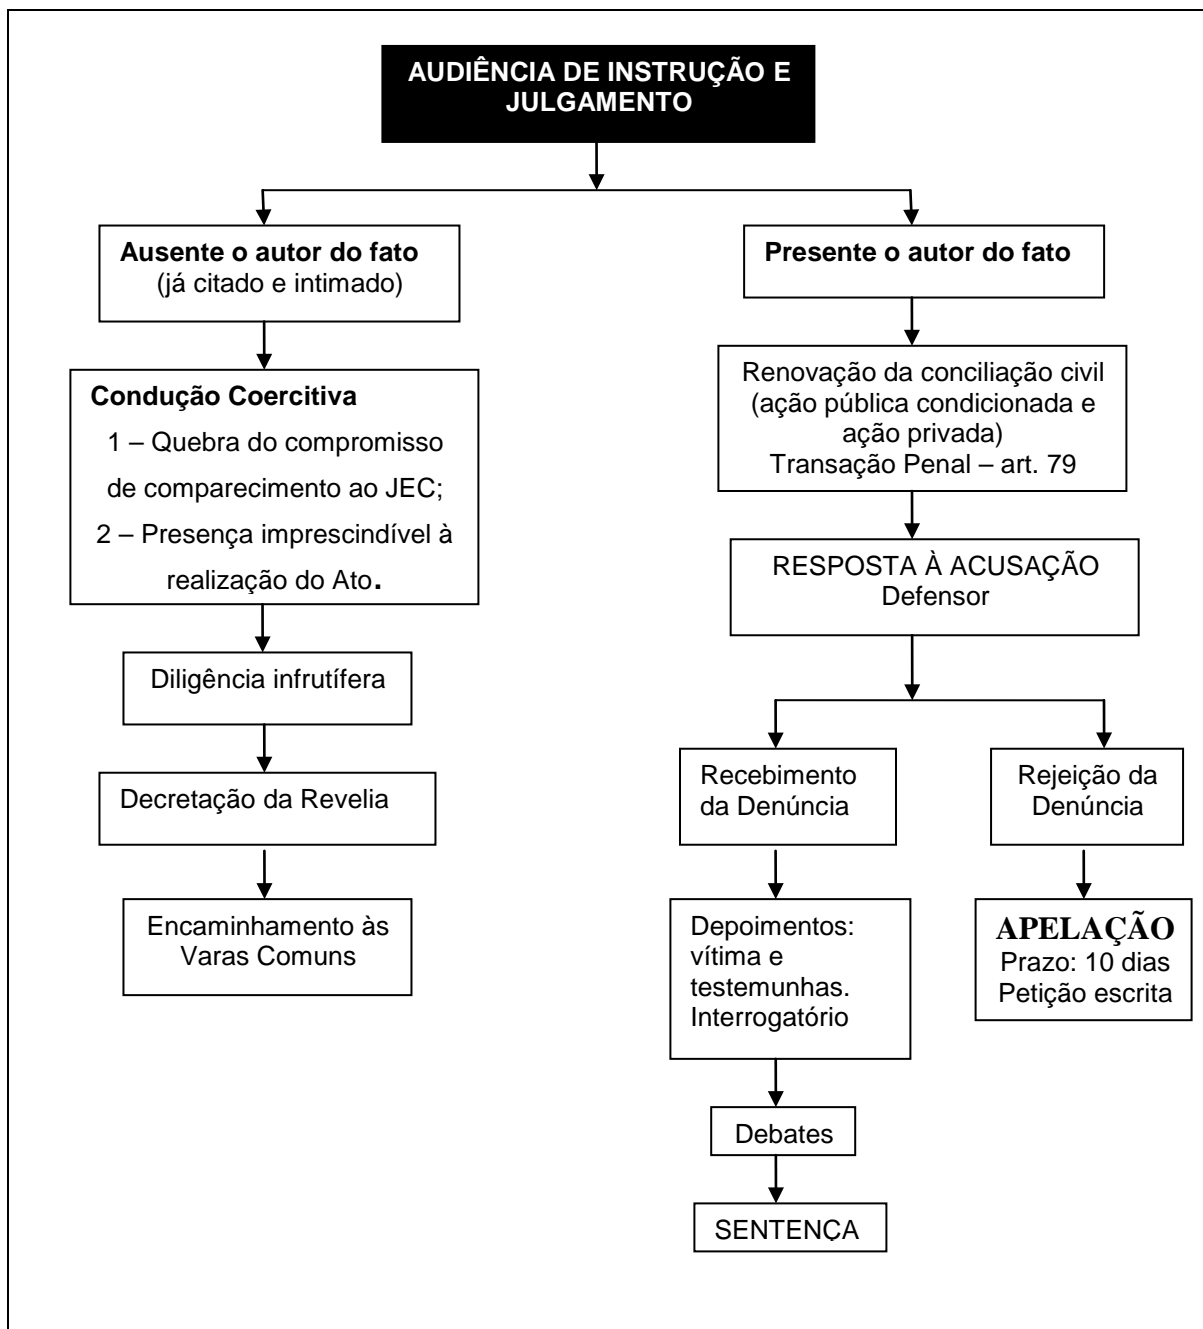 AUDIÊNCIA DE INSTRUÇÃO E
JULGAMENTO
Ausente o autor do fato
(já citado e intimado)
Presente o autor do fato
Condução Coercitiva
1 – Quebra do compromisso
de comparecimento ao JEC;
2 – Presença imprescindível à
realização do Ato.
Renovação da conciliação civil
(ação pública condicionada e
ação privada)
Transação Penal – art. 79
RESPOSTA À ACUSAÇÃO
Defensor
Diligência infrutífera
Decretação da Revelia
Encaminhamento às
Varas Comuns
Recebimento
da Denúncia
Rejeição da
Denúncia
Depoimentos:
vítima e
testemunhas.
Interrogatório
APELAÇÃO
Prazo: 10 dias
Petição escrita
Debates
SENTENÇA